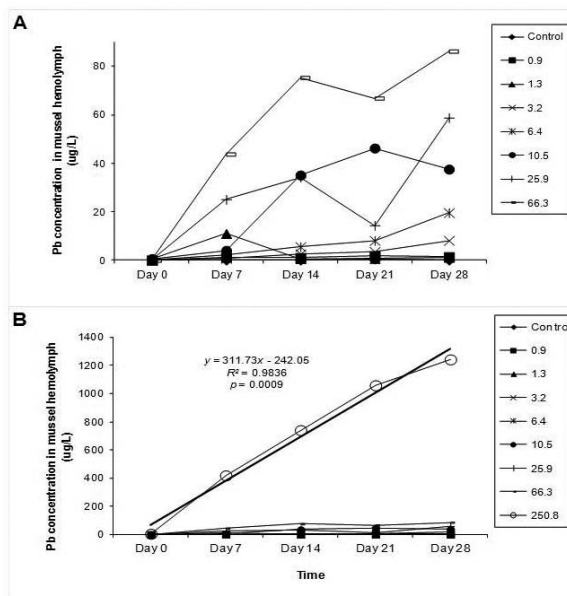 A
Pb concentration in mussel hemolymph
(ug/L)
80
60
40
20
0
Day 0
Day 7
Day 14
Day 21
Day 28
Control
0.9
1.3
3.2
6.4
10.5
25.9
66.3
B
Pb concentration in mussel hemolymph
(ug/L)
1400
1200
1000
800
600
400
200
0
y = 311.73x - 242.05
R² = 0.9836
p = 0.0009
Day 0
Day 7
Day 14
Day 21
Day 28
Time
Control
0.9
1.3
3.2
6.4
10.5
25.9
66.3
250.8